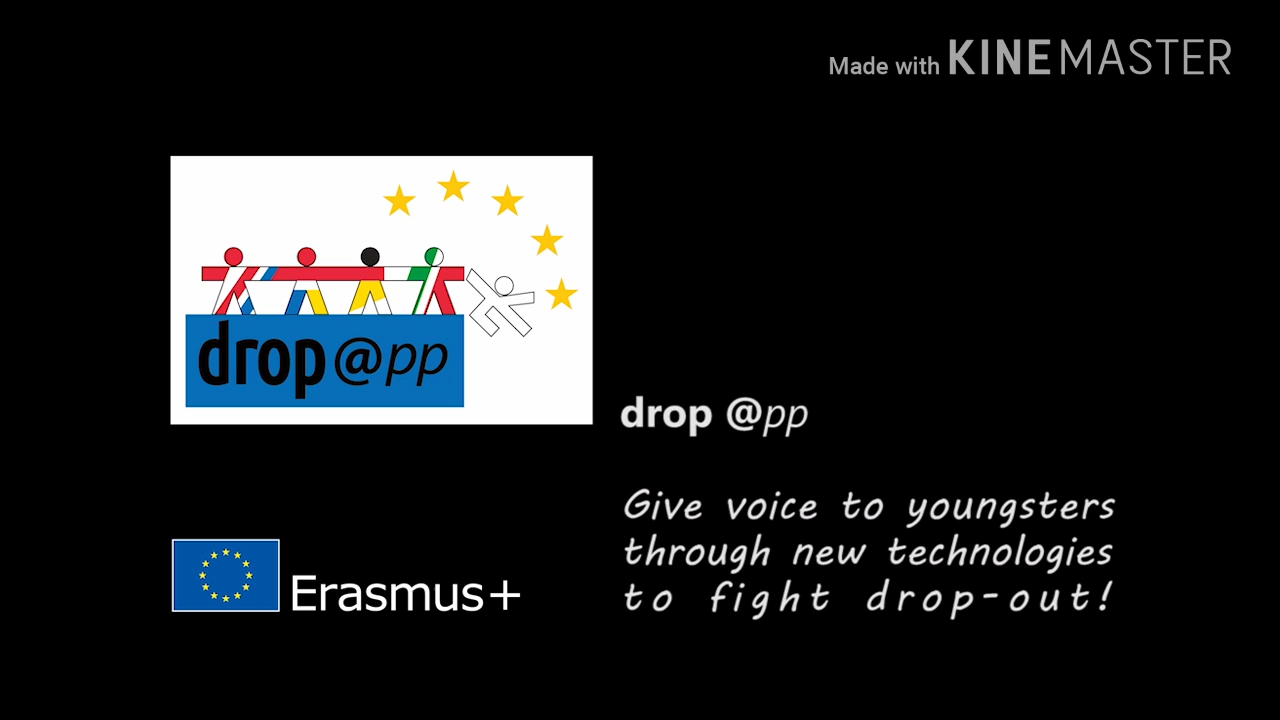 Made with KINEMASTER
drop@pp
drop @pp
Give voice to youngsters
through new technologies
to fight drop-out!
Erasmus+